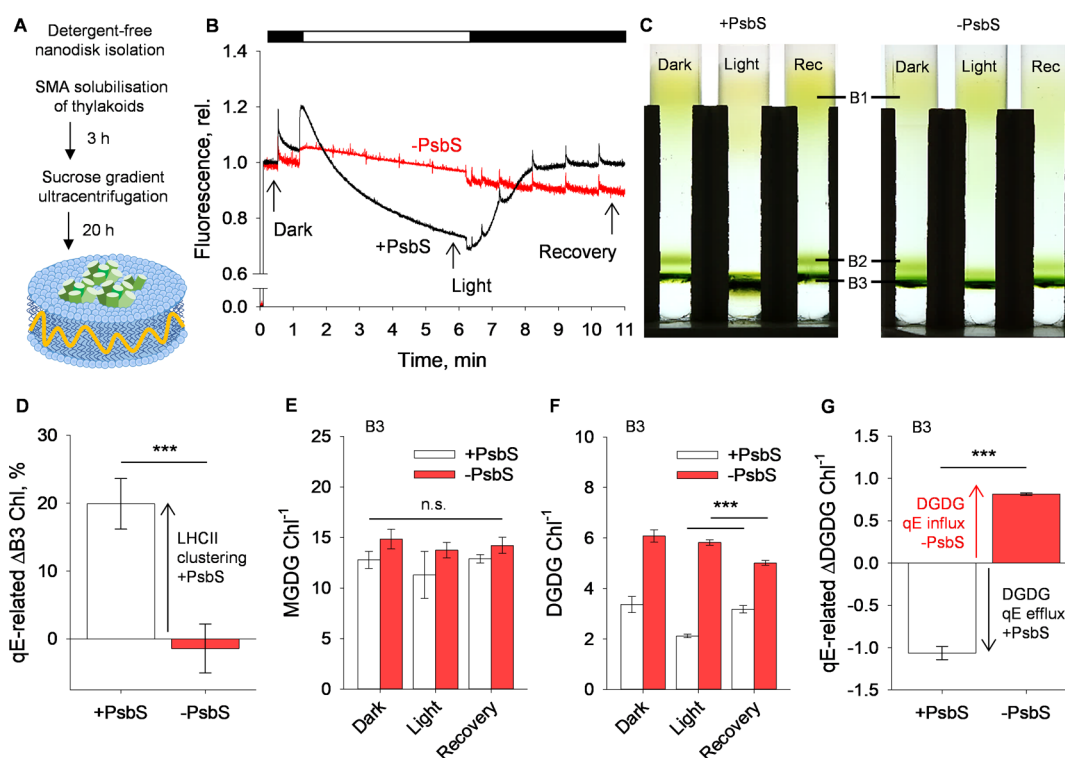 A
Detergent-free
nanodisk isolation
SMA solubilisation
of thylakoids
3 h
Sucrose gradient
ultracentrifugation
20 h
B
Fluorescence, rel.
1.4
1.2
1.0
0.8
0.6
0.0
-PsbS
+PsbS
Dark
Light
Recovery
0 1 2 3 4 5 6 7 8 9 10 11
Time, min
C
+PsbS
-PsbS
Dark Light Rec
Dark Light Rec
B1
B2
B3
D
qE-related ΔB3 Chl, %
30
20
10
0
***
LHCII
clustering
+PsbS
+PsbS -PsbS
E
B3
MGDG Chl⁻¹
25
20
15
10
5
0
+PsbS
-PsbS
n.s.
Dark
Light
Recovery
F
B3
DGDG Chl⁻¹
10
8
6
4
2
0
+PsbS
-PsbS
***
Dark
Light
Recovery
G
B3
qE-related ΔDGDG Chl⁻¹
1.5
1.0
0.5
0.0
-0.5
-1.0
-1.5
***
DGDG
qE influx
-PsbS
DGDG
qE efflux
+PsbS
+PsbS -PsbS